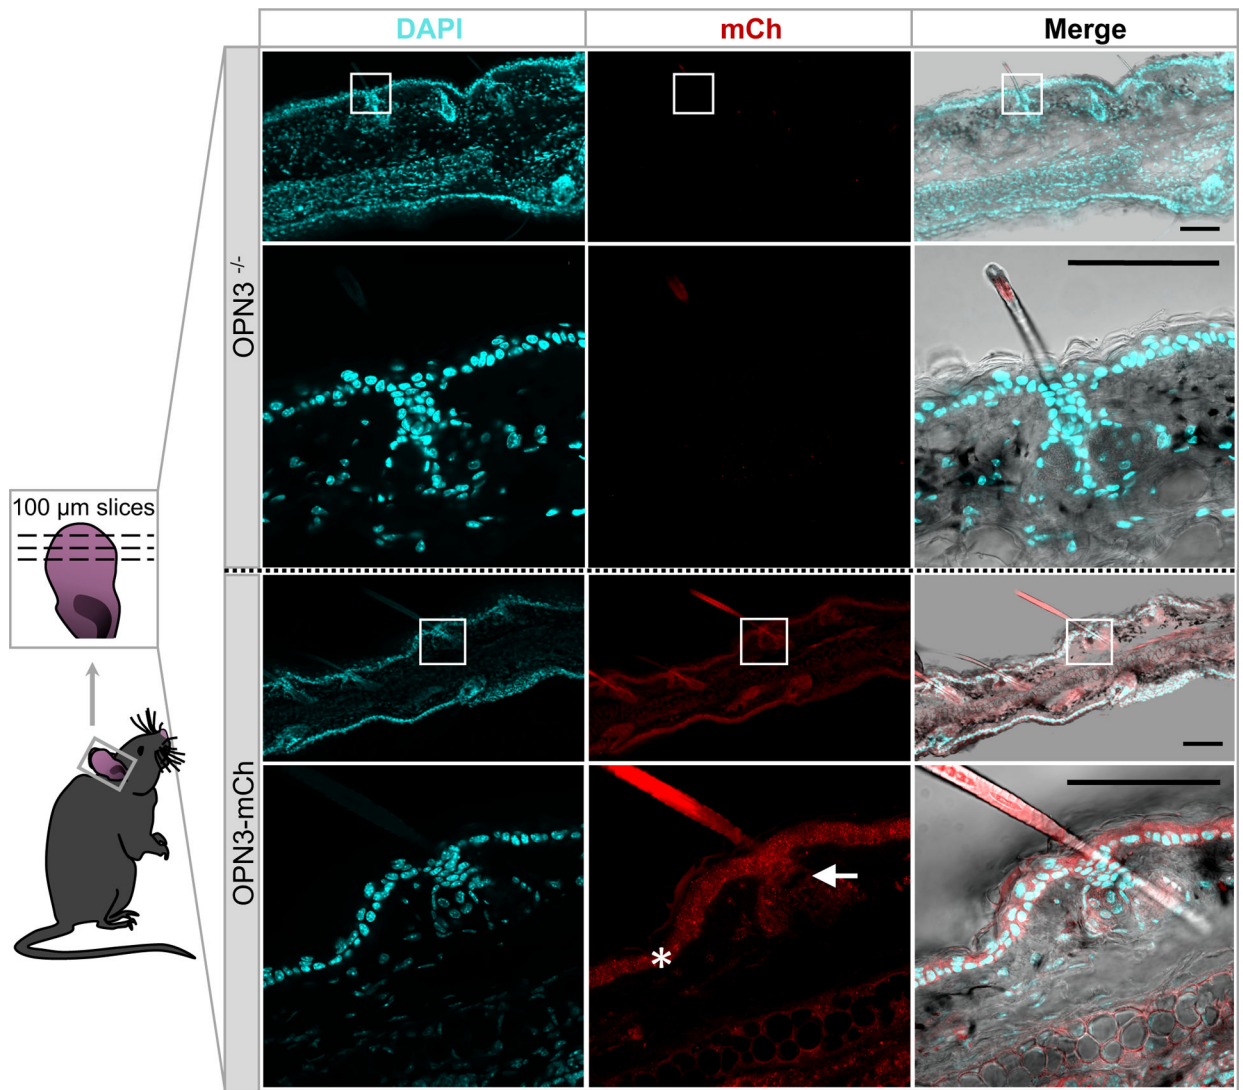 DAPI
mCh
Merge
OPN3 -/-
100 µm slices
OPN3-mCh
*